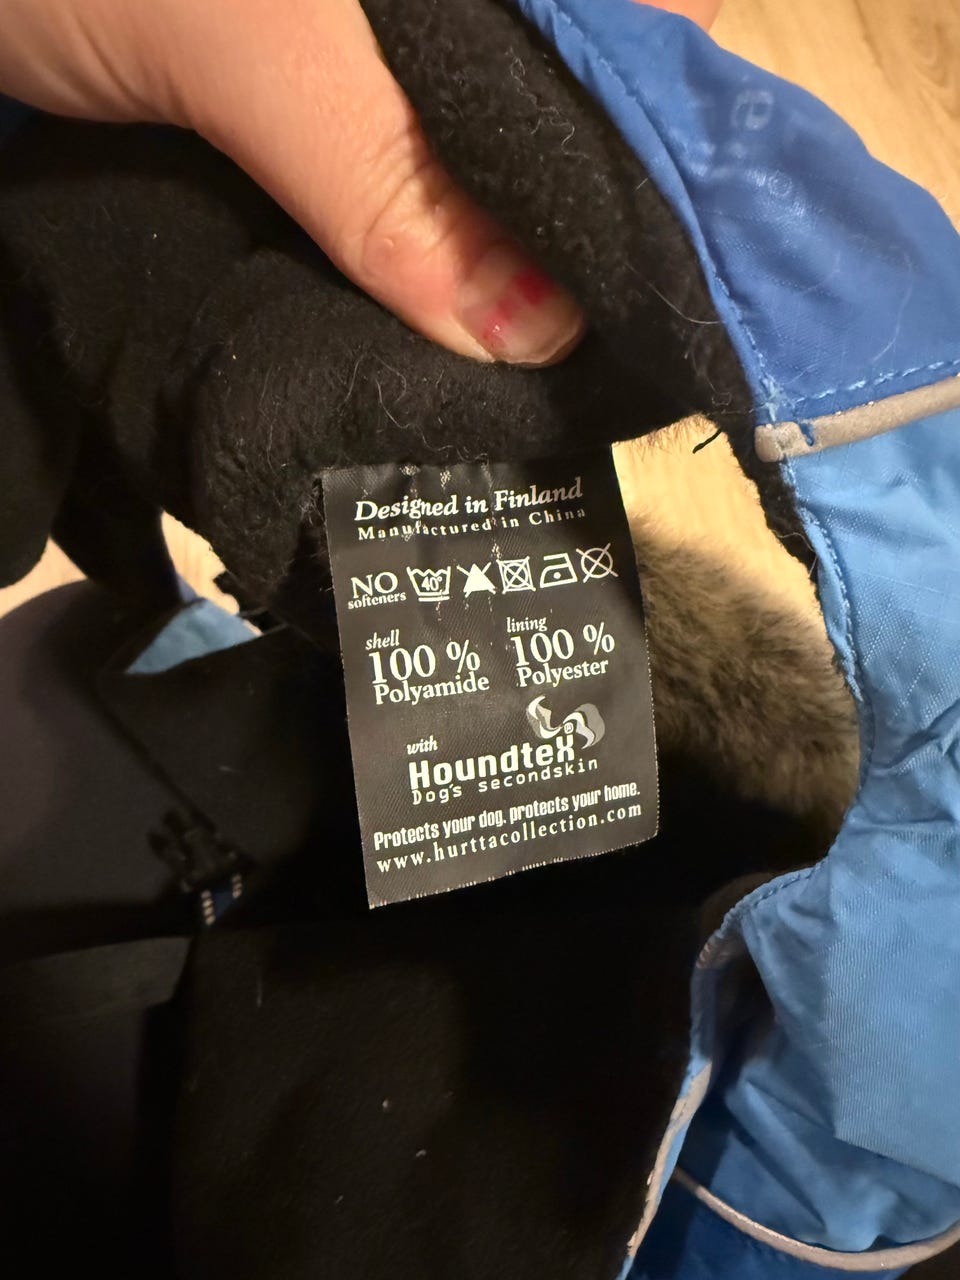 Designed in Finland
Manufactured in China
NO
softeners
40°
shell
100 %
Polyamide
lining
100 %
Polyester
with
Houndtex®
Dog's secondskin
Protects your dog, protects your home.
www.hurttacollection.com